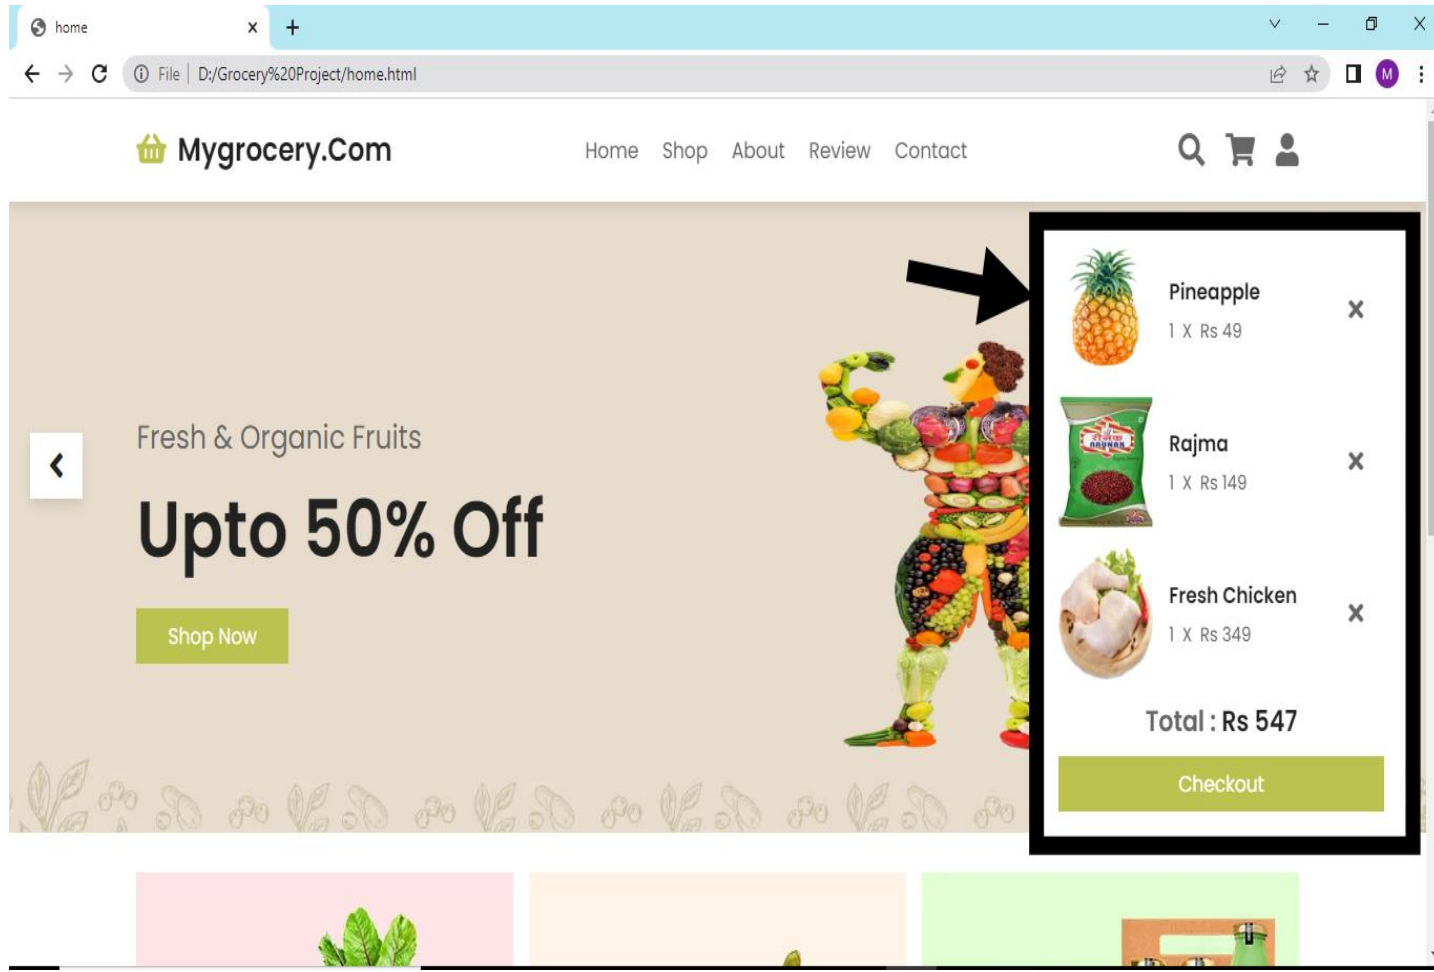 home
File D:/Grocery%20Project/home.html
M
Mygrocery.Com
Home Shop About Review Contact
Fresh & Organic Fruits
Upto 50% Off
Shop Now
Pineapple
1 X Rs 49
रौनक
RAUNAK
Rajma
1 X Rs 149
Fresh Chicken
1 X Rs 349
Total : Rs 547
Checkout